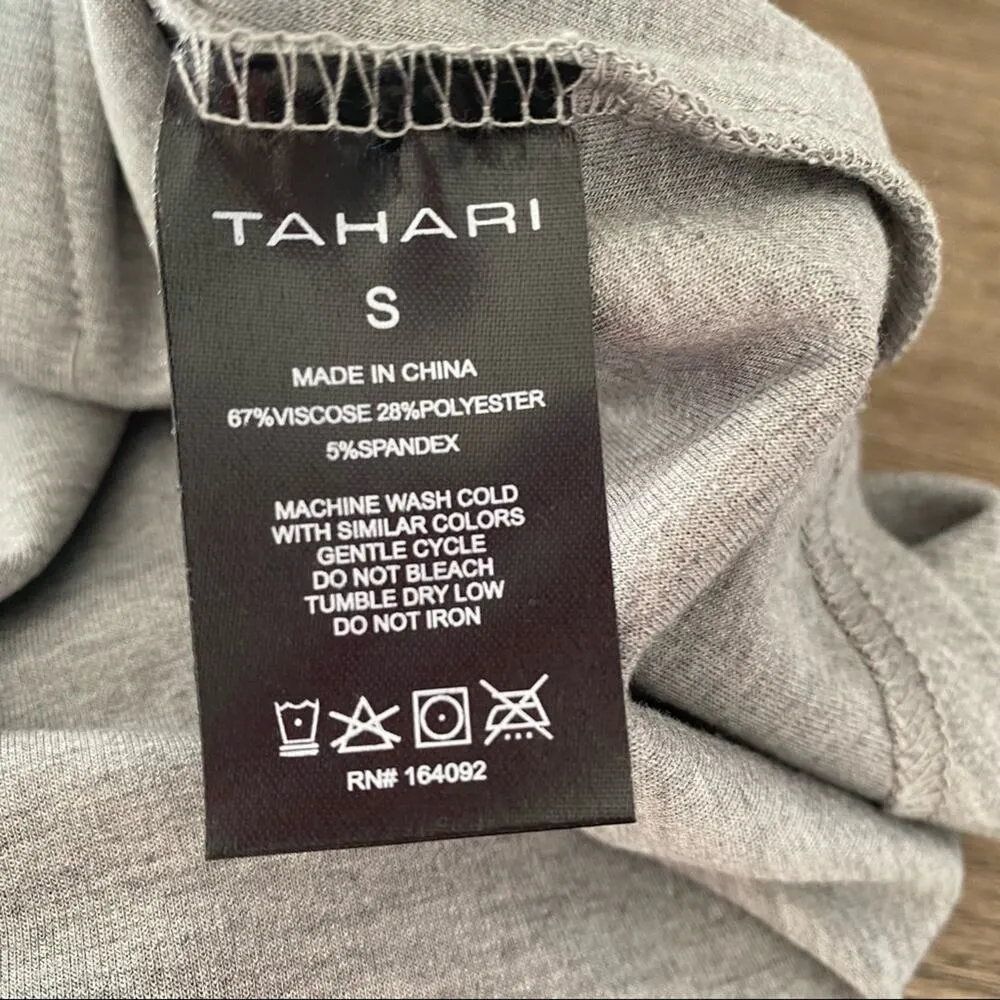 TAHARI
S
MADE IN CHINA
67%VISCOSE 28%POLYESTER
5%SPANDEX
MACHINE WASH COLD
WITH SIMILAR COLORS
GENTLE CYCLE
DO NOT BLEACH
TUMBLE DRY LOW
DO NOT IRON
RN# 164092